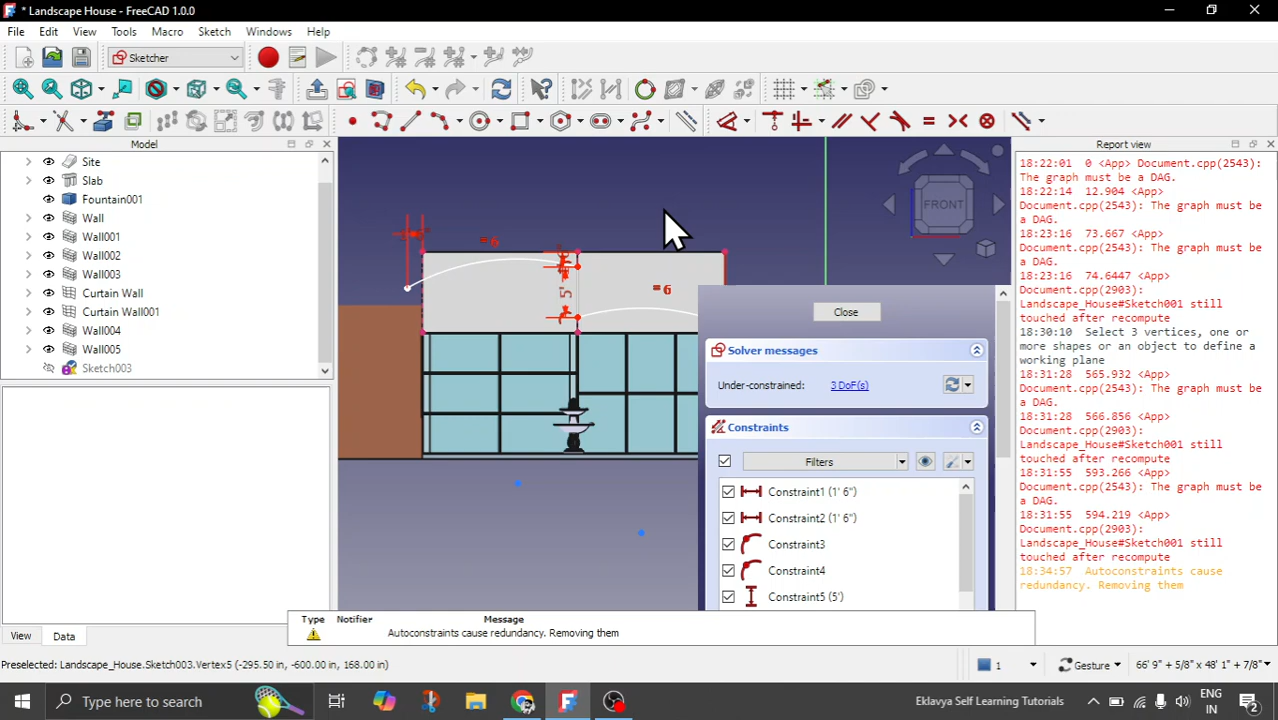 * Landscape House - FreeCAD 1.0.0
File Edit View Tools Macro Sketch Windows Help
Sketcher
Model
Site
Slab
Fountain001
Wall
Wall001
Wall002
Wall003
Curtain Wall
Curtain Wall001
Wall004
Wall005
Sketch003
View Data
= 6
5'
= 6
FRONT
Close
Solver messages
Under-constrained: 3 DoF(s)
Constraints
Filters
Constraint1 (1' 6")
Constraint2 (1' 6")
Constraint3
Constraint4
Constraint5 (5')
Report view
18:22:01 0 <App> Document.cpp(2543):
The graph must be a DAG.
18:22:14 12.904 <App>
Document.cpp(2543): The graph must be
a DAG.
18:23:16 73.667 <App>
Document.cpp(2543): The graph must be
a DAG.
18:23:16 74.6447 <App>
Document.cpp(2903):
Landscape_House#Sketch001 still
touched after recompute
18:30:10 Select 3 vertices, one or
more shapes or an object to define a
working plane
18:31:28 565.932 <App>
Document.cpp(2543): The graph must be
a DAG.
18:31:28 566.856 <App>
Document.cpp(2903):
Landscape_House#Sketch001 still
touched after recompute
18:31:55 593.266 <App>
Document.cpp(2543): The graph must be
a DAG.
18:31:55 594.219 <App>
Document.cpp(2903):
Landscape_House#Sketch001 still
touched after recompute
18:34:57 Autoconstraints cause
redundancy. Removing them
Type Notifier Message
Autoconstraints cause redundancy. Removing them
Preselected: Landscape_House.Sketch003.Vertex5 (-295.50 in, -600.00 in, 168.00 in)
1
Gesture
66' 9" + 5/8" x 48' 1" + 7/8"
Type here to search
Eklavya Self Learning Tutorials
ENG
IN
2